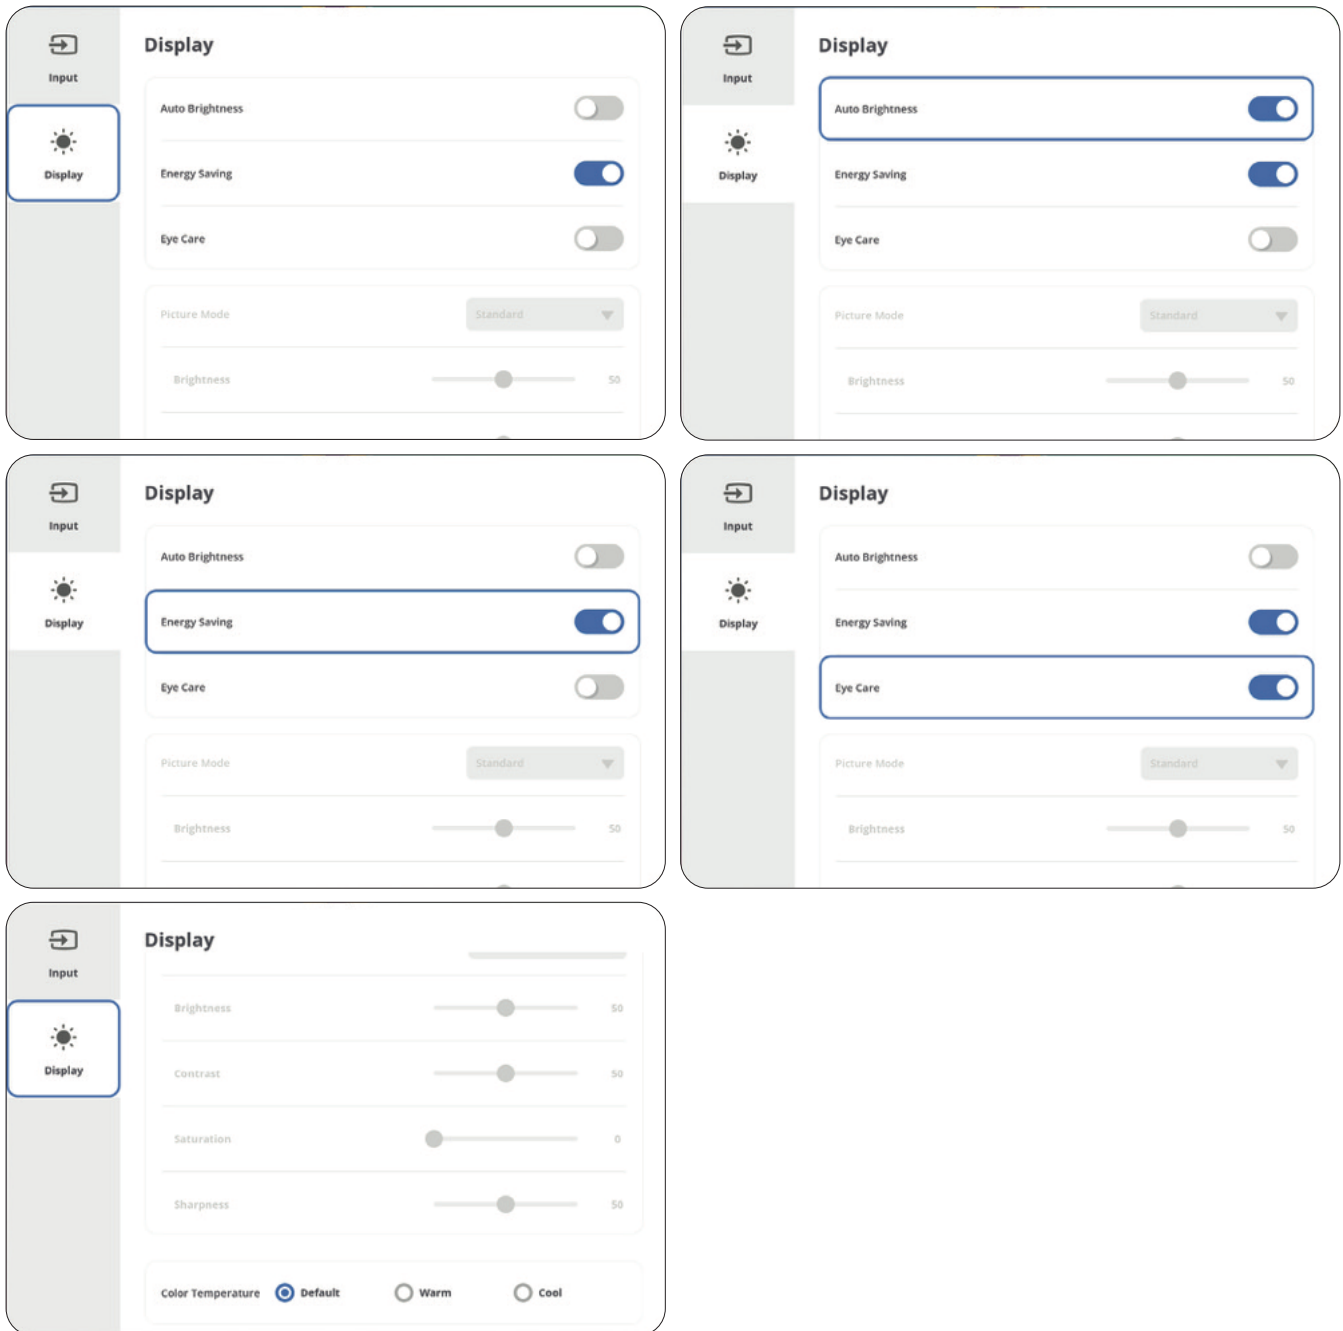 Input
Display
Display
Auto Brightness
Energy Saving
Eye Care
Picture Mode Standard
Brightness 50
Input
Display
Display
Auto Brightness
Energy Saving
Eye Care
Picture Mode Standard
Brightness 50
Input
Display
Display
Auto Brightness
Energy Saving
Eye Care
Picture Mode Standard
Brightness 50
Input
Display
Display
Auto Brightness
Energy Saving
Eye Care
Picture Mode Standard
Brightness 50
Input
Display
Display
Brightness 50
Contrast 50
Saturation 0
Sharpness 50
Color Temperature Default Warm Cool